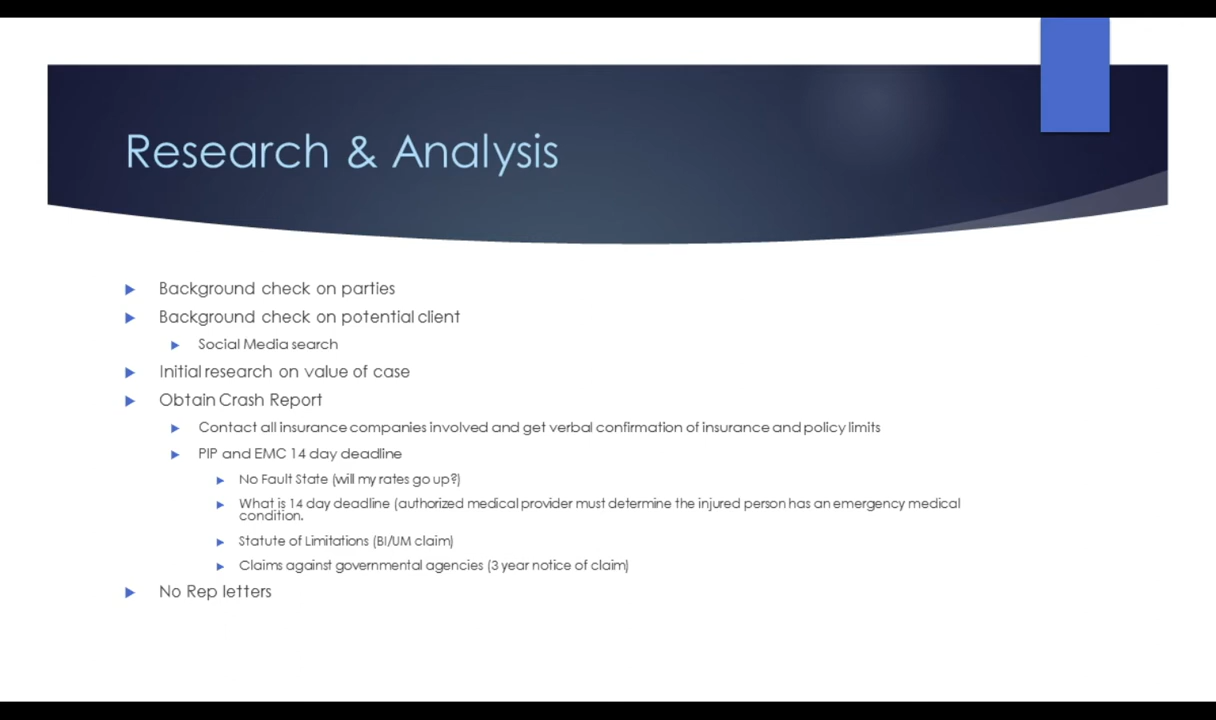 Research & Analysis
Background check on parties
Background check on potential client
Social Media search
Initial research on value of case
Obtain Crash Report
Contact all insurance companies involved and get verbal confirmation of insurance and policy limits
PIP and EMC 14 day deadline
No Fault State (will my rates go up?)
What is 14 day deadline (authorized medical provider must determine the injured person has an emergency medical
condition.
Statute of Limitations (BI/UM claim)
Claims against governmental agencies (3 year notice of claim)
No Rep letters